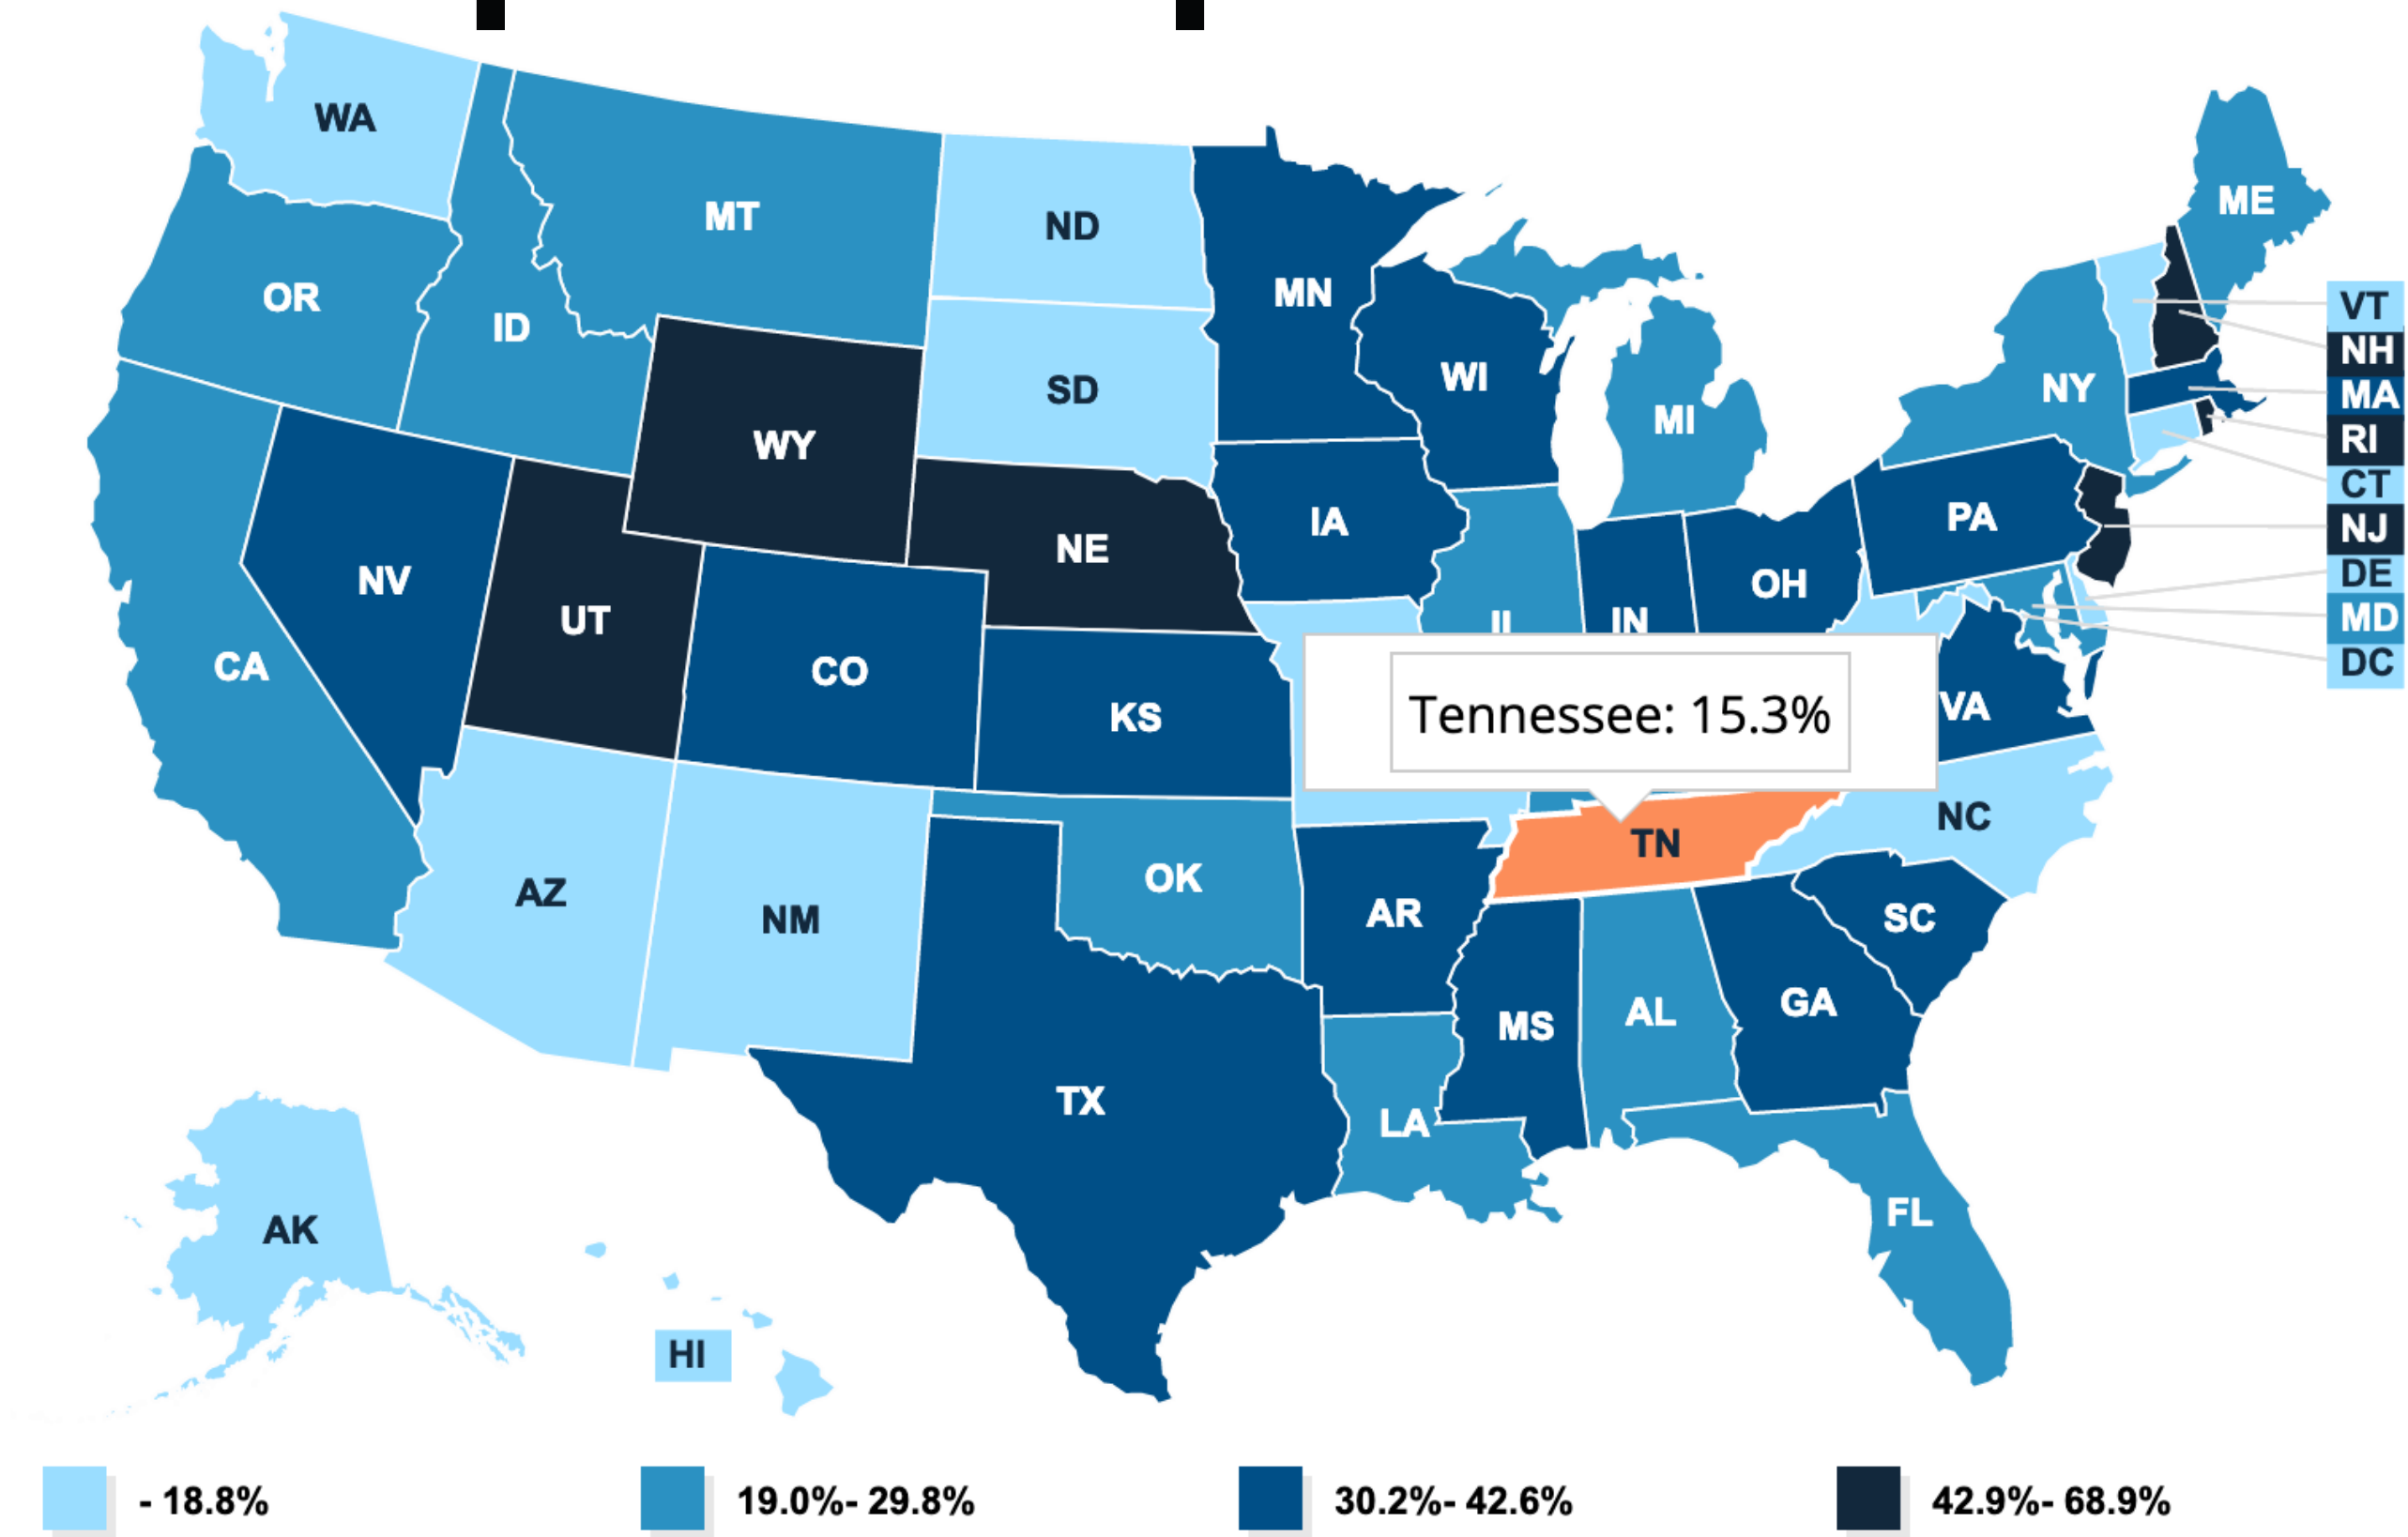 WA
MT
ND
ME
OR
ID
MN
VT
NH
SD
WI
NY
MA
MI
RI
WY
CT
IA
PA
NJ
NE
DE
NV
OH
UT
IN
MD
DC
CA
CO
KS
Tennessee: 15.3%
VA
NC
TN
OK
AZ
NM
AR
SC
GA
AL
MS
TX
LA
FL
AK
HI
- 18.8%
19.0%- 29.8%
30.2%- 42.6%
42.9%- 68.9%